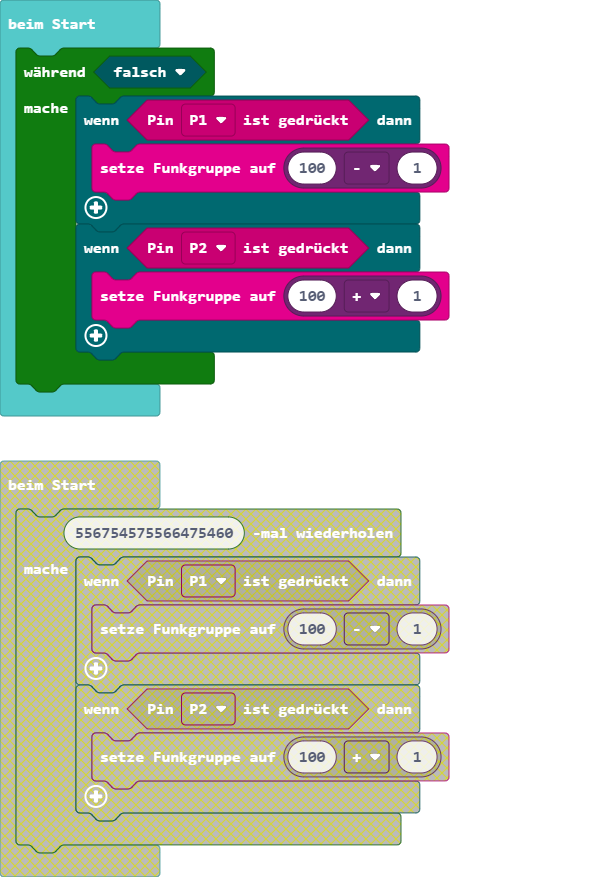 beim Start
während falsch
mache wenn Pin P1 ist gedrückt dann
setze Funkgruppe auf 100 - 1
wenn Pin P2 ist gedrückt dann
setze Funkgruppe auf 100 + 1
beim Start
556754575566475460 -mal wiederholen
mache wenn Pin P1 ist gedrückt dann
setze Funkgruppe auf 100 - 1
wenn Pin P2 ist gedrückt dann
setze Funkgruppe auf 100 + 1